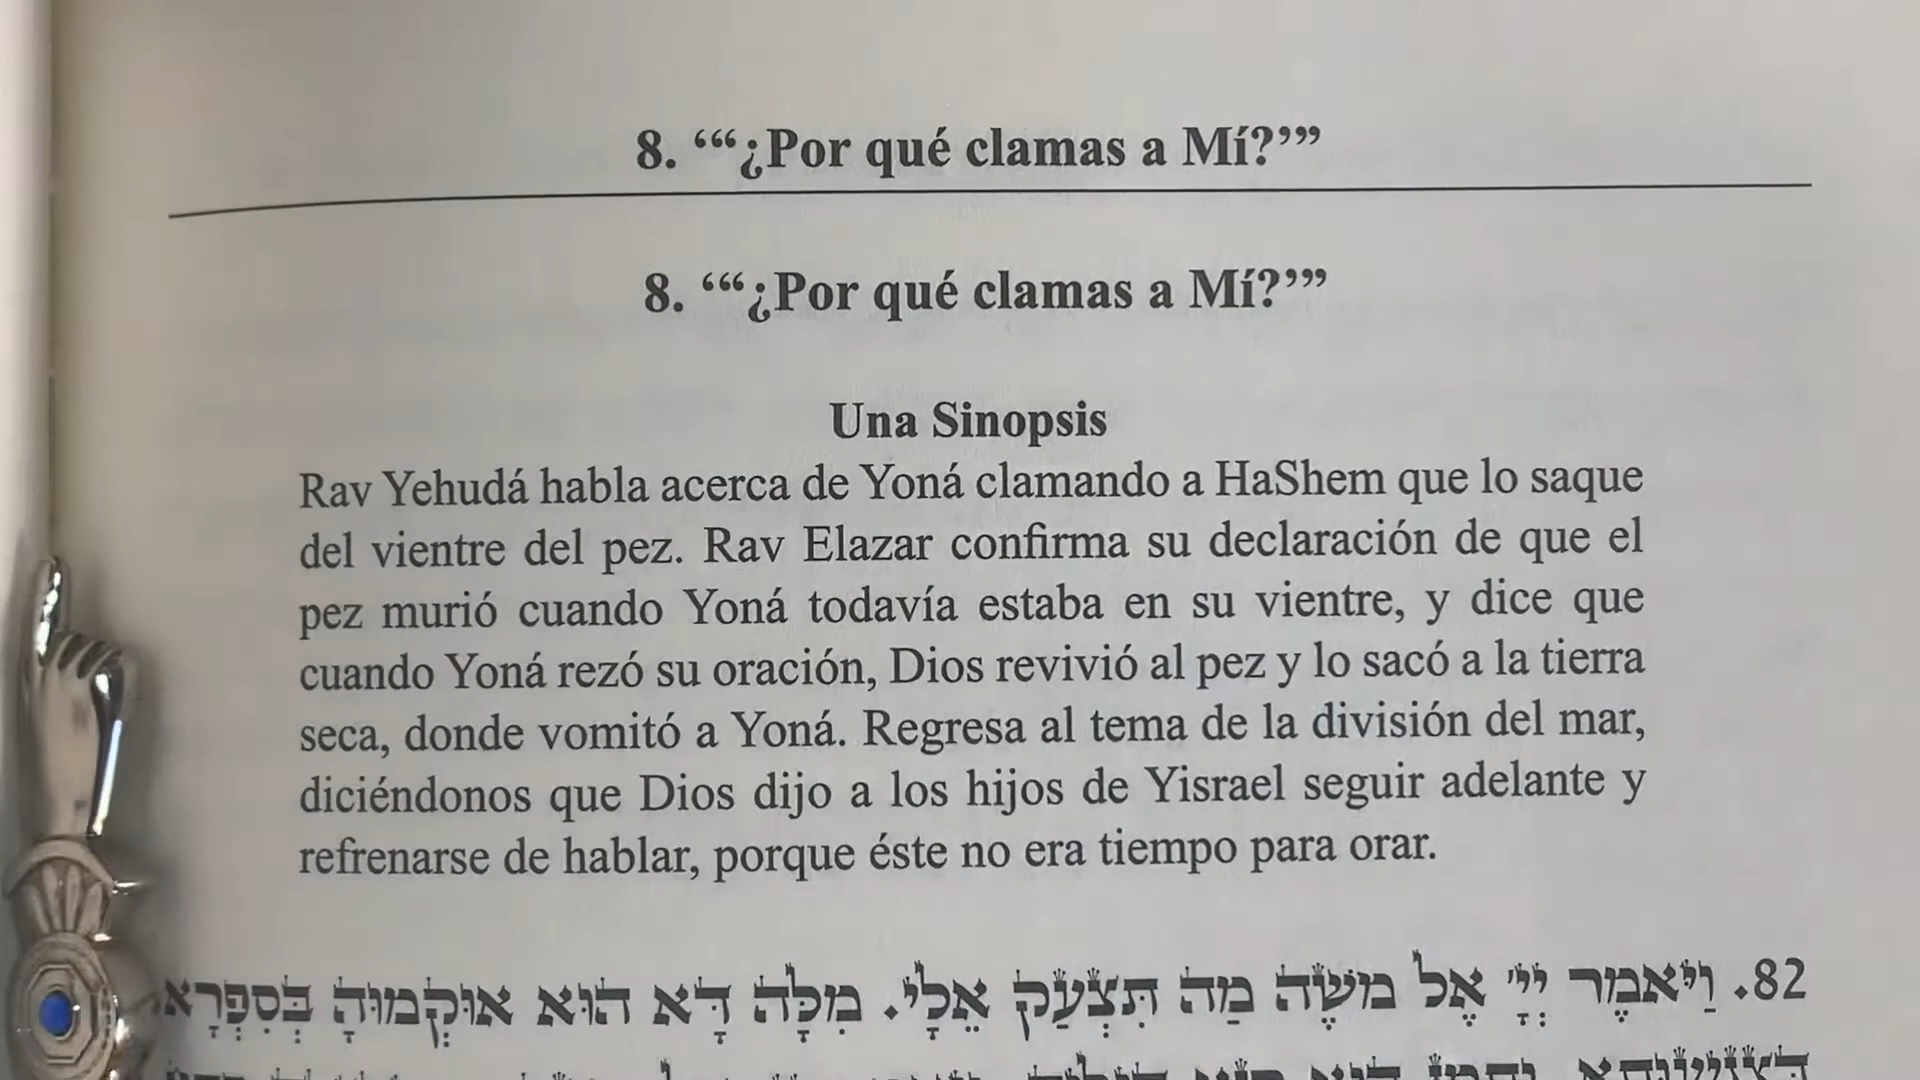 8. “‘“¿Por qué clamas a Mí?’”’
8. “‘“¿Por qué clamas a Mí?’”’
Una Sinopsis
Rav Yehudá habla acerca de Yoná clamando a HaShem que lo saque
del vientre del pez. Rav Elazar confirma su declaración de que el
pez murió cuando Yoná todavía estaba en su vientre, y dice que
cuando Yoná rezó su oración, Dios revivió al pez y lo sacó a la tierra
seca, donde vomitó a Yoná. Regresa al tema de la división del mar,
diciéndonos que Dios dijo a los hijos de Yisrael seguir adelante y
refrenarse de hablar, porque éste no era tiempo para orar.
82. וַיֹּאמֶר יְיָ' אֶל מֹשֶׁה מַה תִּצְעַק אֵלָי. מִלָּה דָּא הוּא אוּקְמוּהָ בְּסִפְרָא